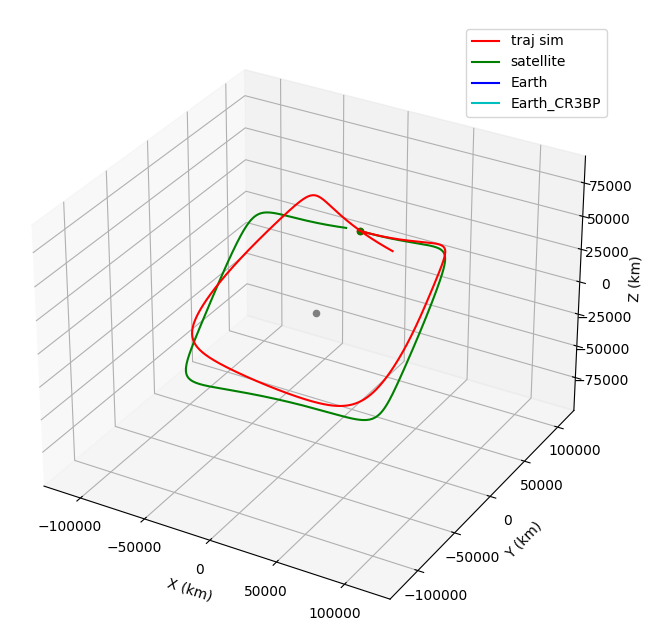 traj sim
satellite
Earth
Earth_CR3BP
75000
50000
25000
0
−25000
−50000
−75000
Z (km)
100000
50000
0
−50000
−100000
Y (km)
−100000
−50000
0
50000
100000
X (km)